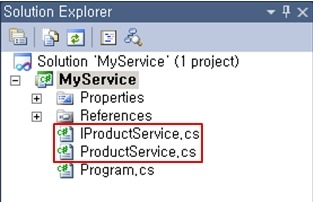 Solution Explorer
Solution 'MyService' (1 project)
MyService
Properties
References
IProductService.cs
ProductService.cs
Program.cs